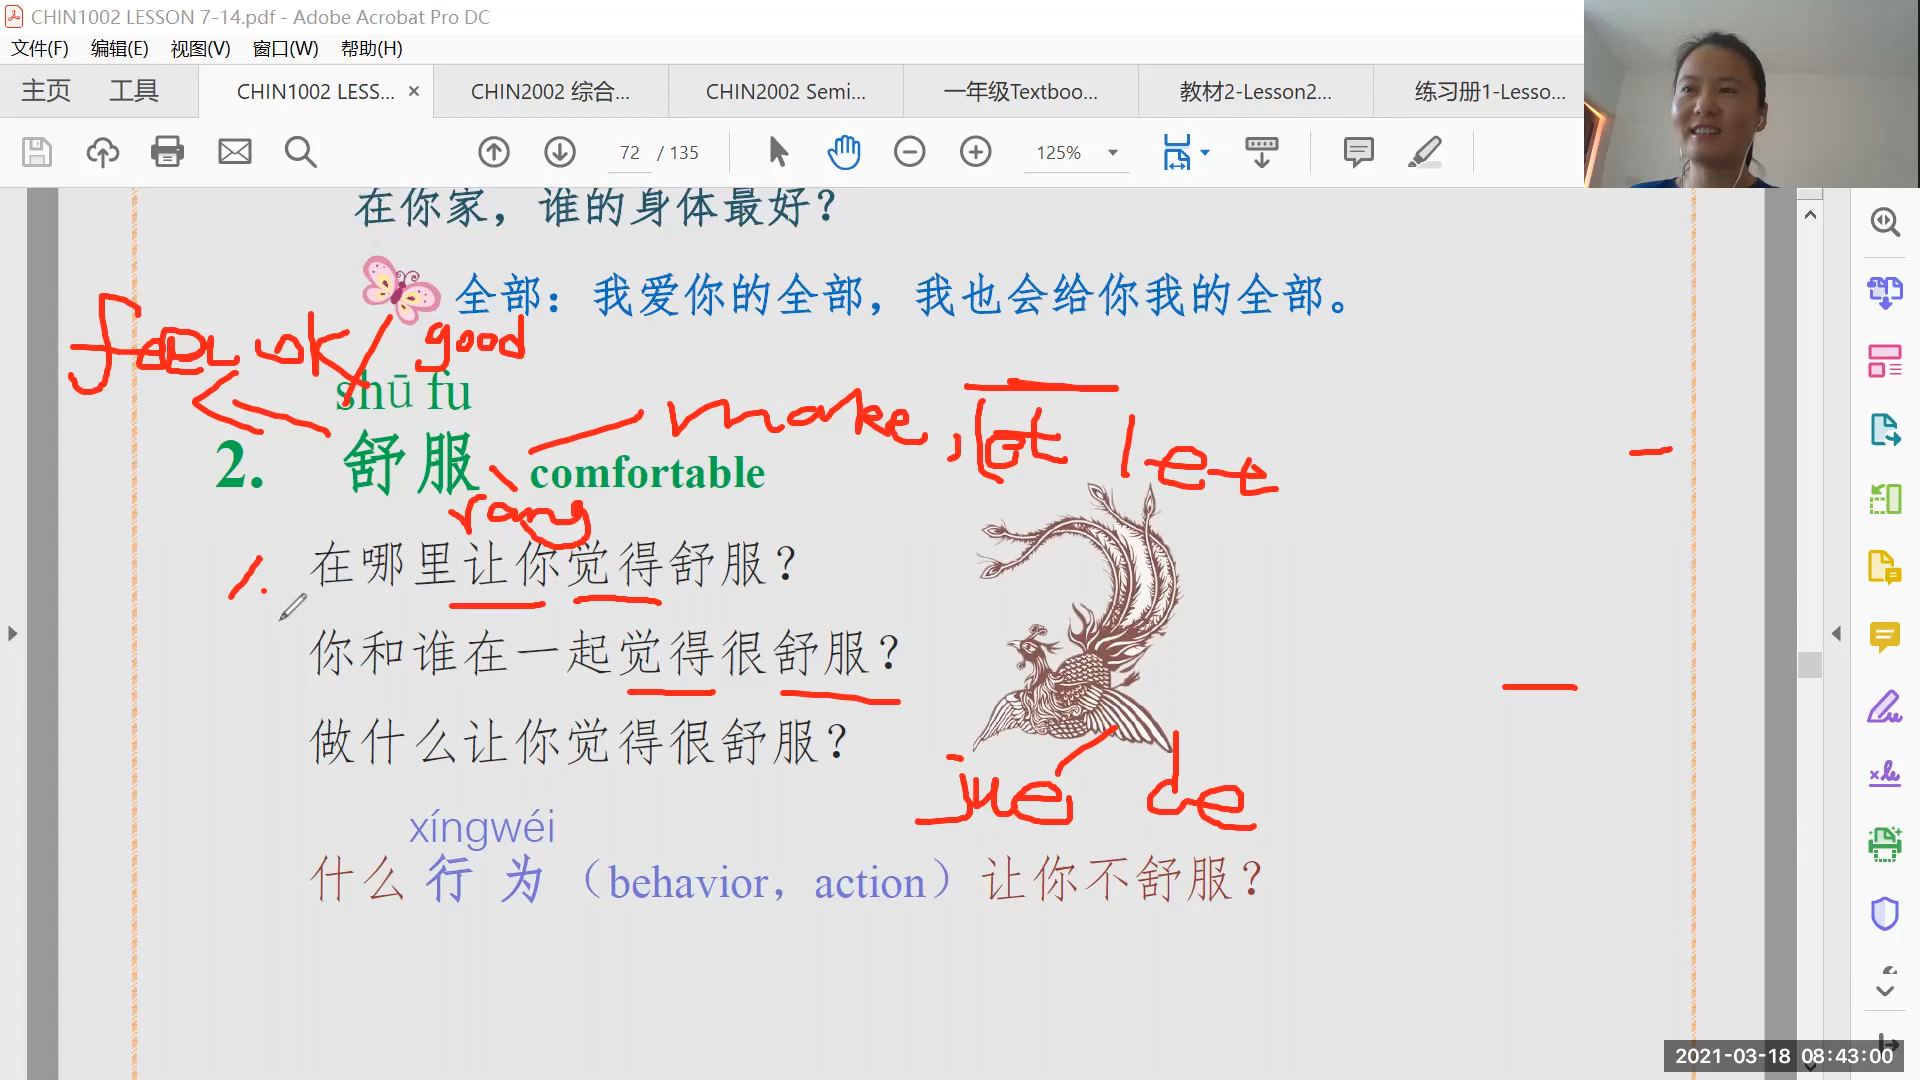 CHIN1002 LESSON 7-14.pdf - Adobe Acrobat Pro DC
文件(F) 编辑(E) 视图(V) 窗口(W) 帮助(H)
主页 工具 CHIN1002 LESS... × CHIN2002 综合... CHIN2002 Semi... 一年级Textboo... 教材2-Lesson2... 练习册1-Lesso...
72 / 135 125%
在你家，谁的身体最好？
全部：我爱你的全部，我也会给你我的全部。
good
shū fu
make, let let
2. 舒服 comfortable
rang
1. 在哪里让你觉得舒服？
你和谁在一起觉得很舒服？
做什么让你觉得很舒服？
jue de
xíngwéi
什么行为（behavior，action）让你不舒服？
2021-03-18 08:43:00